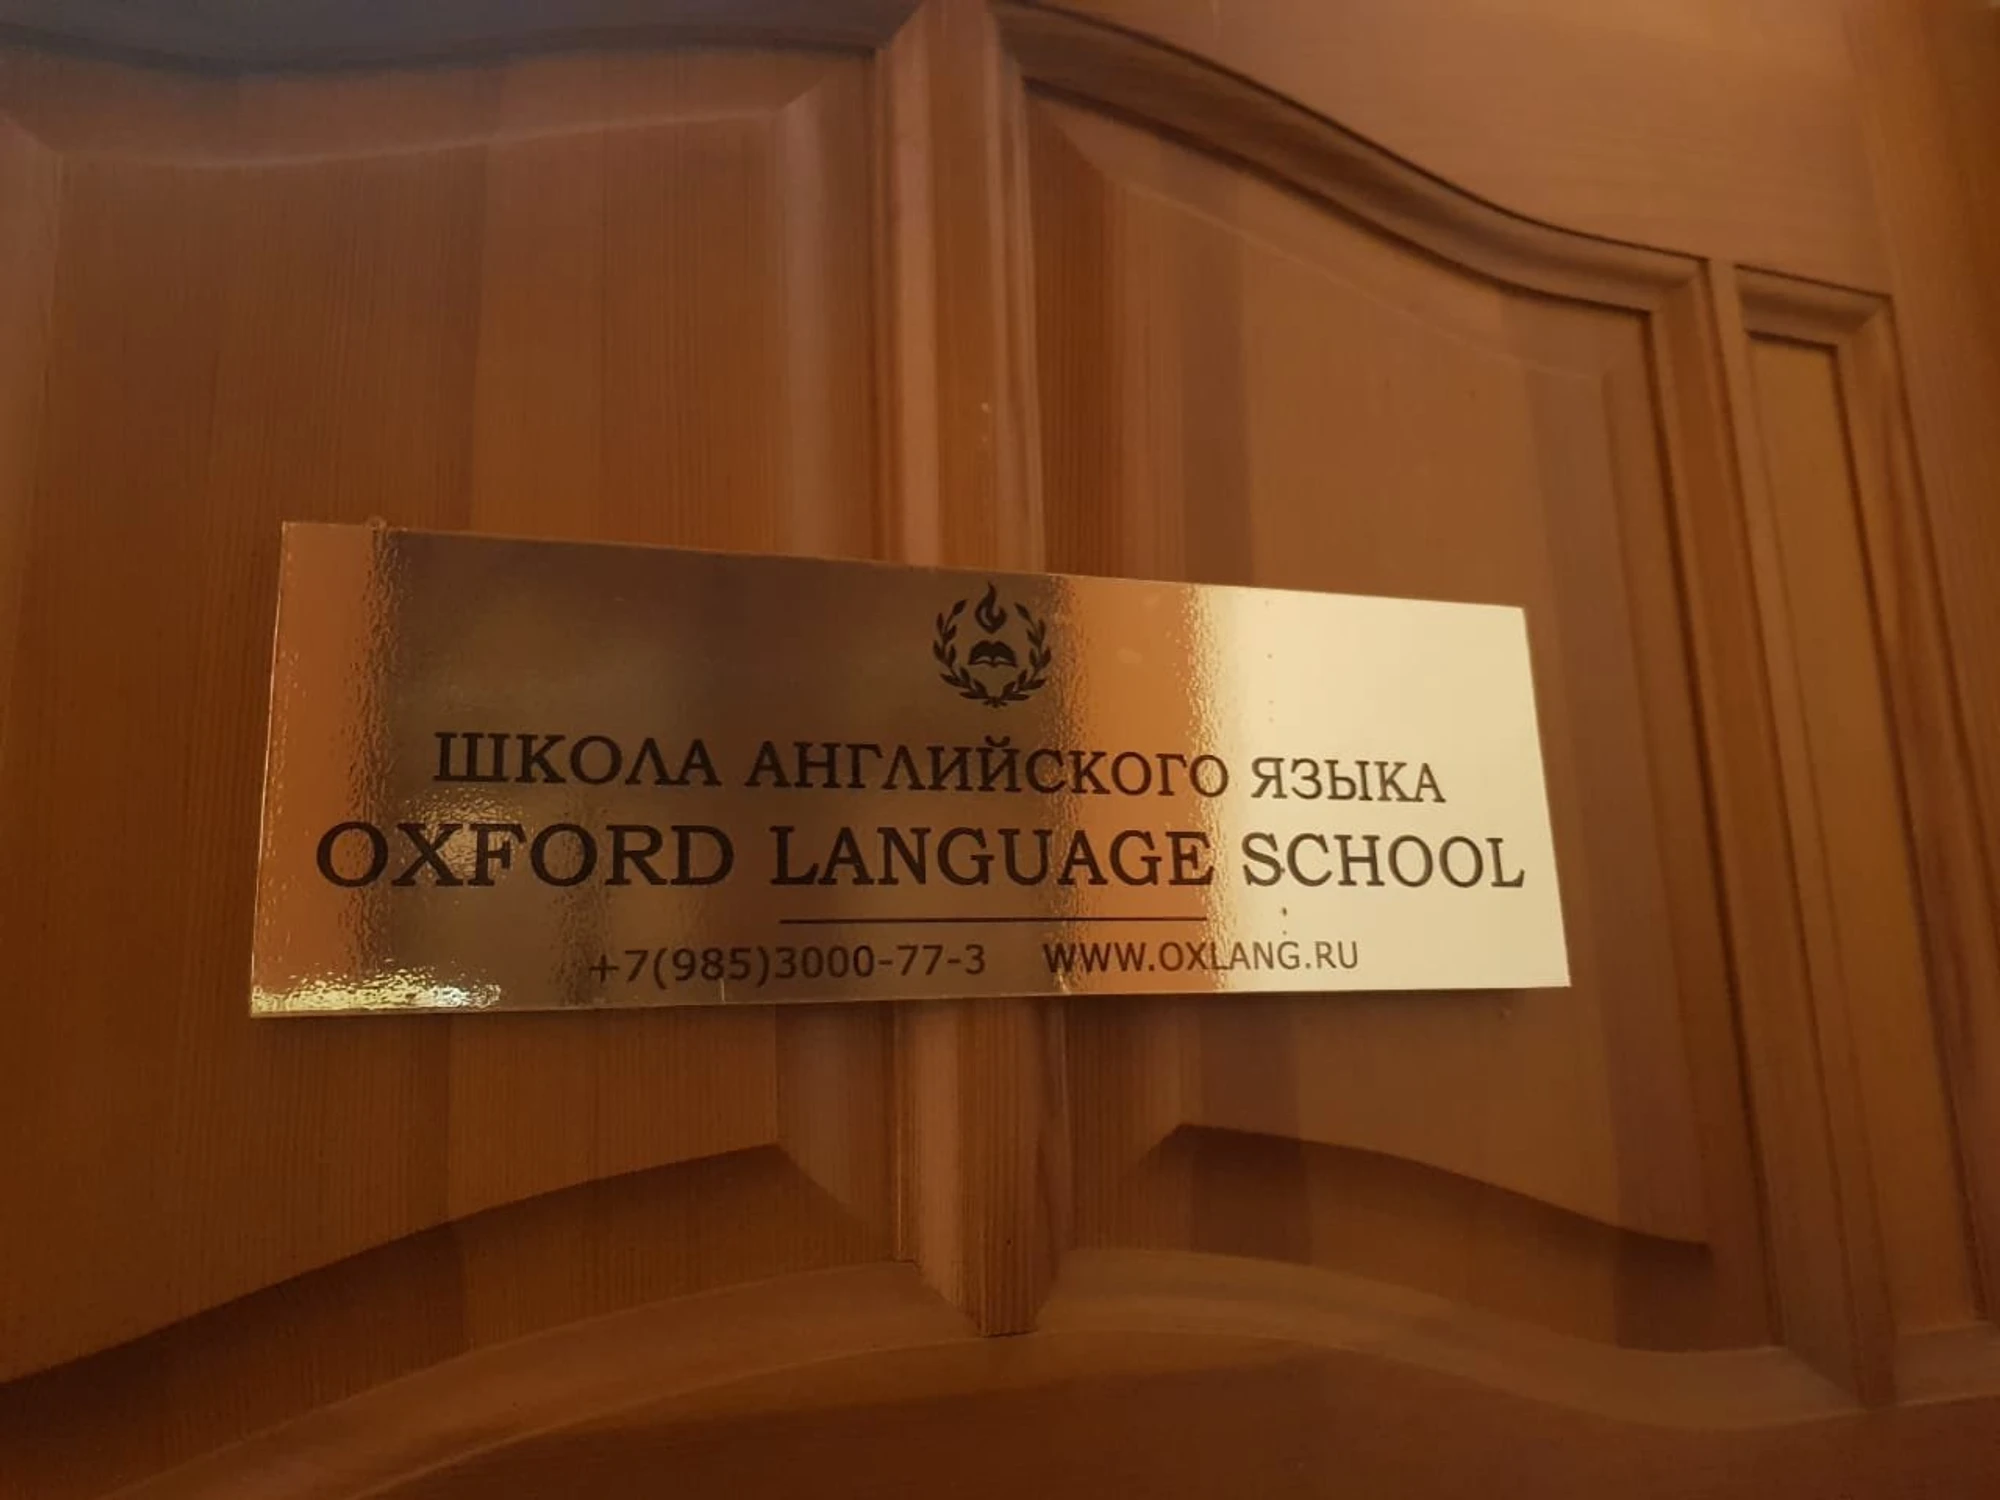 ШКОЛА АНГЛИЙСКОГО ЯЗЫКА
OXFORD LANGUAGE SCHOOL
+7(985)3000-77-3 WWW.OXLANG.RU